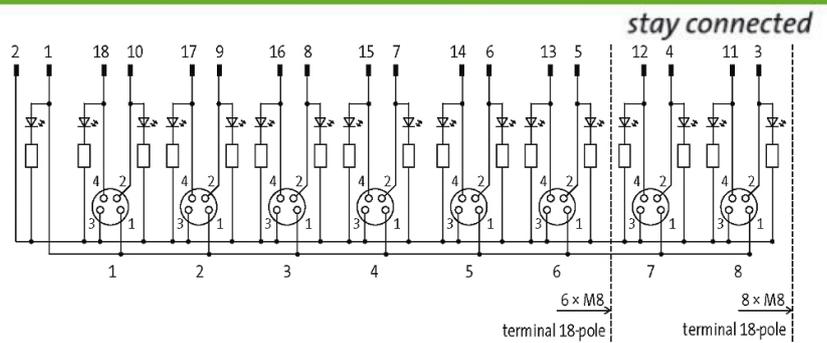 stay connected
2 1 18 10 17 9 16 8 15 7 14 6 13 5 12 4 11 3
4 2 4 2 4 2 4 2 4 2 4 2 4 2 4 2
3 1 3 1 3 1 3 1 3 1 3 1 3 1 3 1
1 2 3 4 5 6 7 8
6 × M8 8 × M8
terminal 18-pole terminal 18-pole